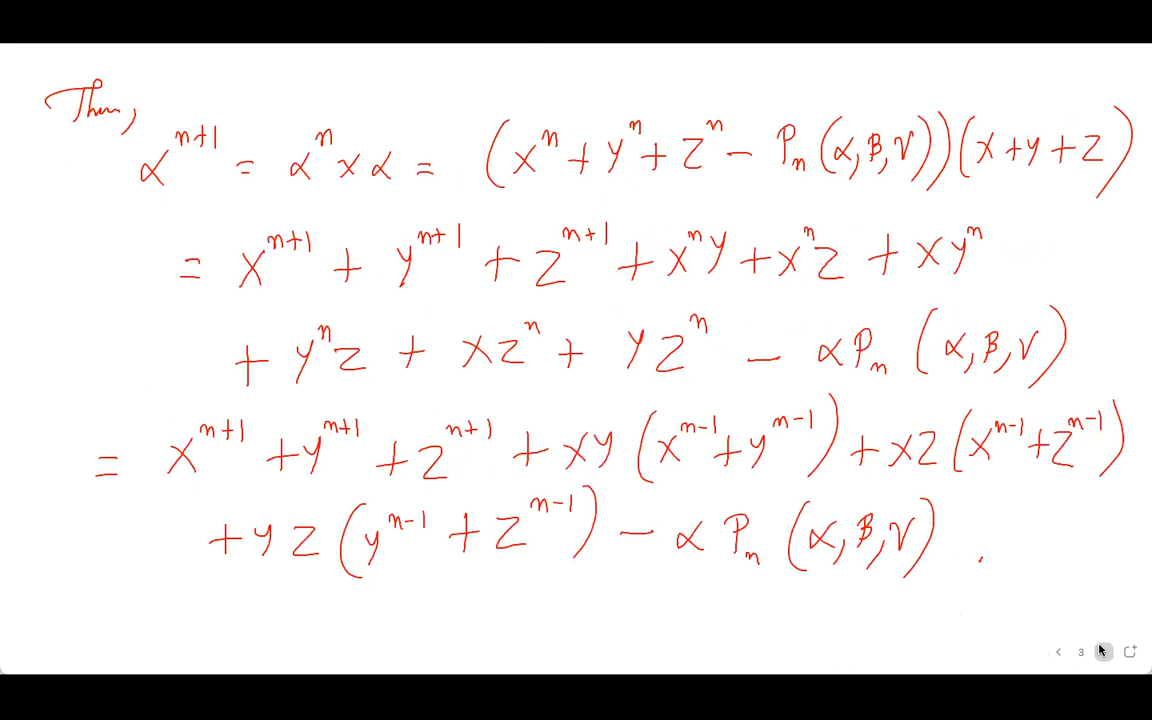 Then,
α^{n+1} = α^n × α = (x^n + y^n + z^n − P_n(α, β, γ))(x + y + z)
= x^{n+1} + y^{n+1} + z^{n+1} + x^n y + x^n z + x y^n
+ y^n z + x z^n + y z^n − α P_n (α, β, γ)
= x^{n+1} + y^{n+1} + z^{n+1} + xy (x^{n-1} + y^{n-1}) + xz (x^{n-1} + z^{n-1})
+ y z (y^{n-1} + z^{n-1}) − α P_n (α, β, γ) .
3